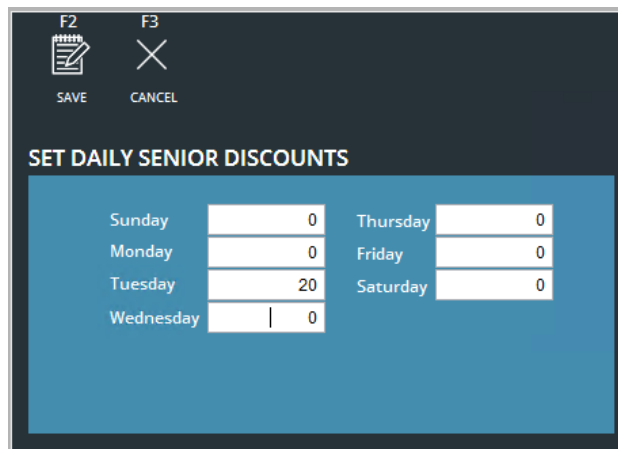 F2 F3
SAVE CANCEL
SET DAILY SENIOR DISCOUNTS
Sunday 0 Thursday 0
Monday 0 Friday 0
Tuesday 20 Saturday 0
Wednesday 0